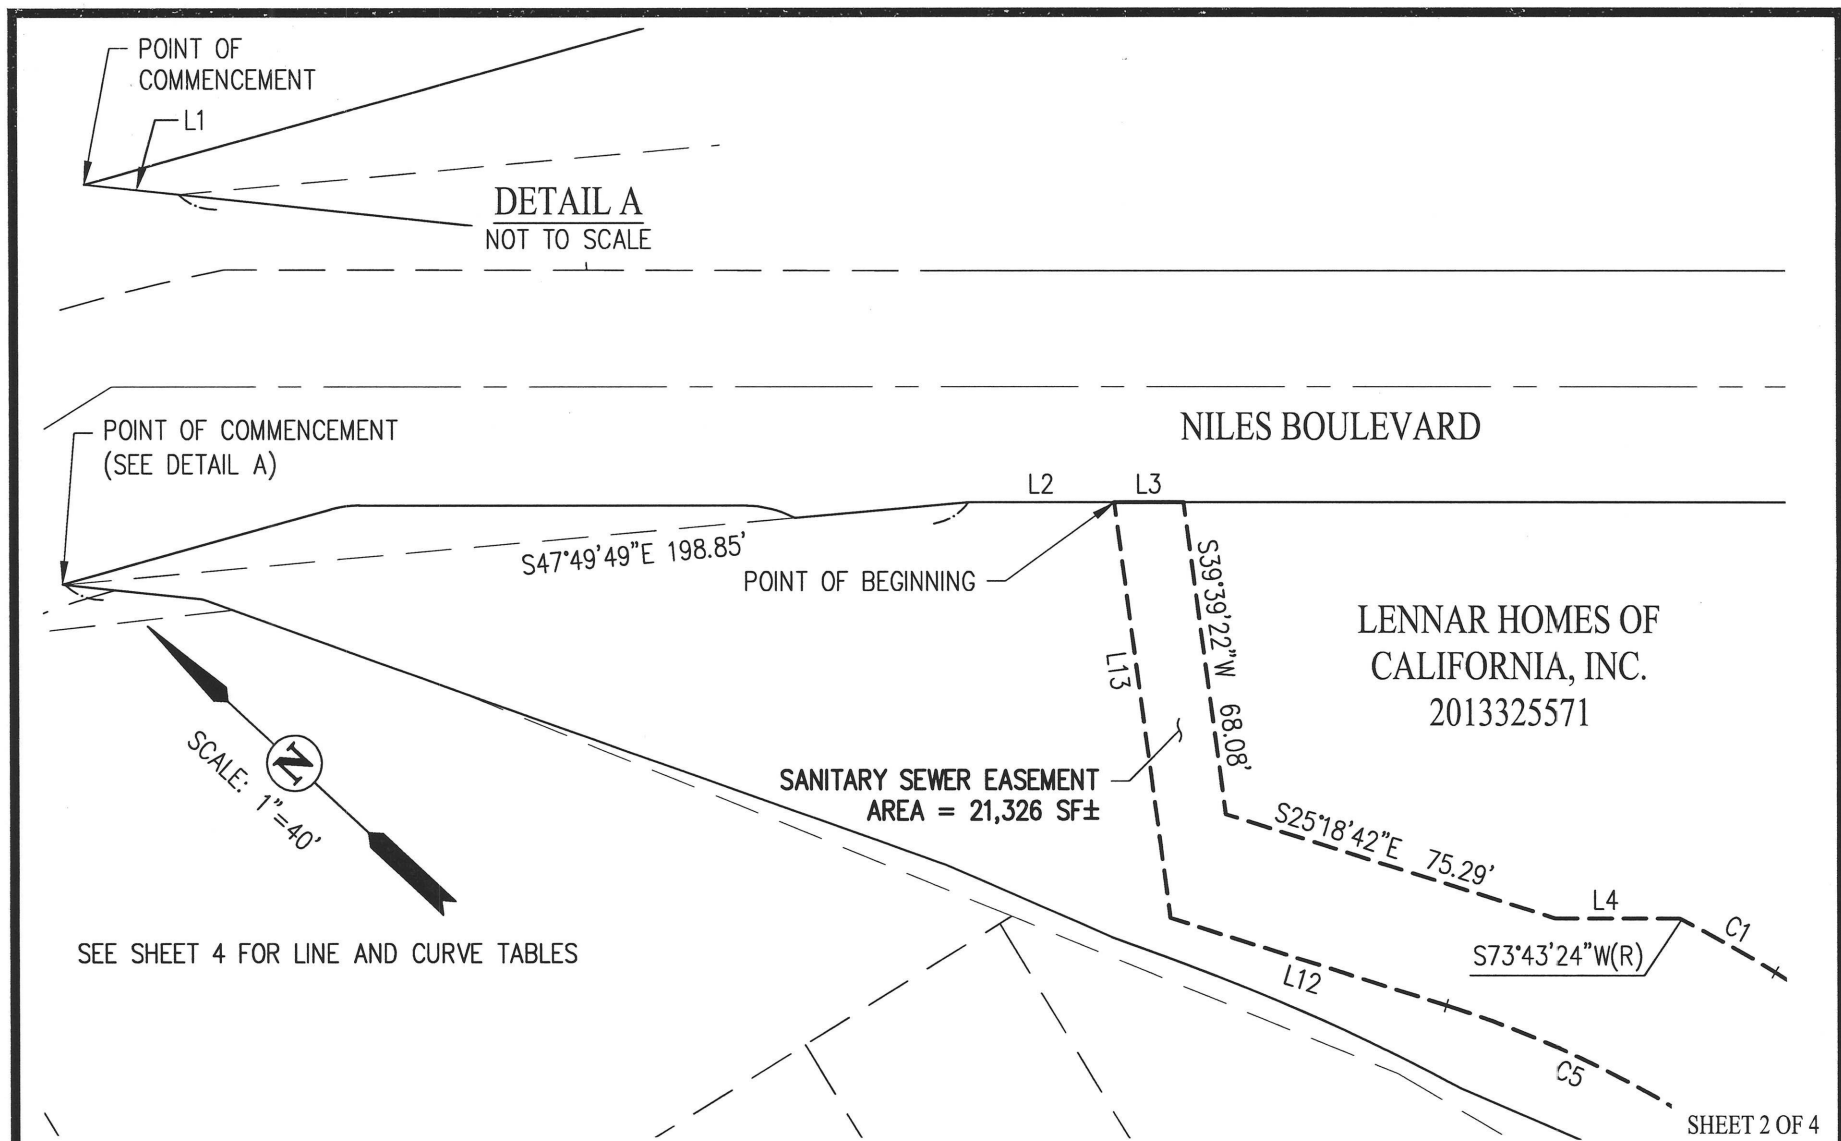 POINT OF
COMMENCEMENT
L1
DETAIL A
NOT TO SCALE
NILES BOULEVARD
POINT OF COMMENCEMENT
(SEE DETAIL A)
L2
L3
S47°49'49"E 198.85'
POINT OF BEGINNING
S39°39'22"W 68.08'
L13
LENNAR HOMES OF
CALIFORNIA, INC.
2013325571
N
SCALE: 1"=40'
SANITARY SEWER EASEMENT
AREA = 21,326 SF±
S25°18'42"E 75.29'
L4
C1
S73°43'24"W(R)
SEE SHEET 4 FOR LINE AND CURVE TABLES
L12
C5
SHEET 2 OF 4